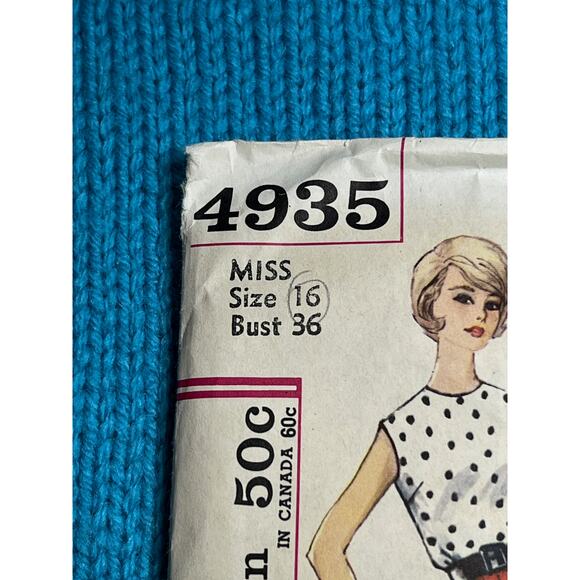 4935
MISS
Size 16
Bust 36
50c
IN CANADA 60c